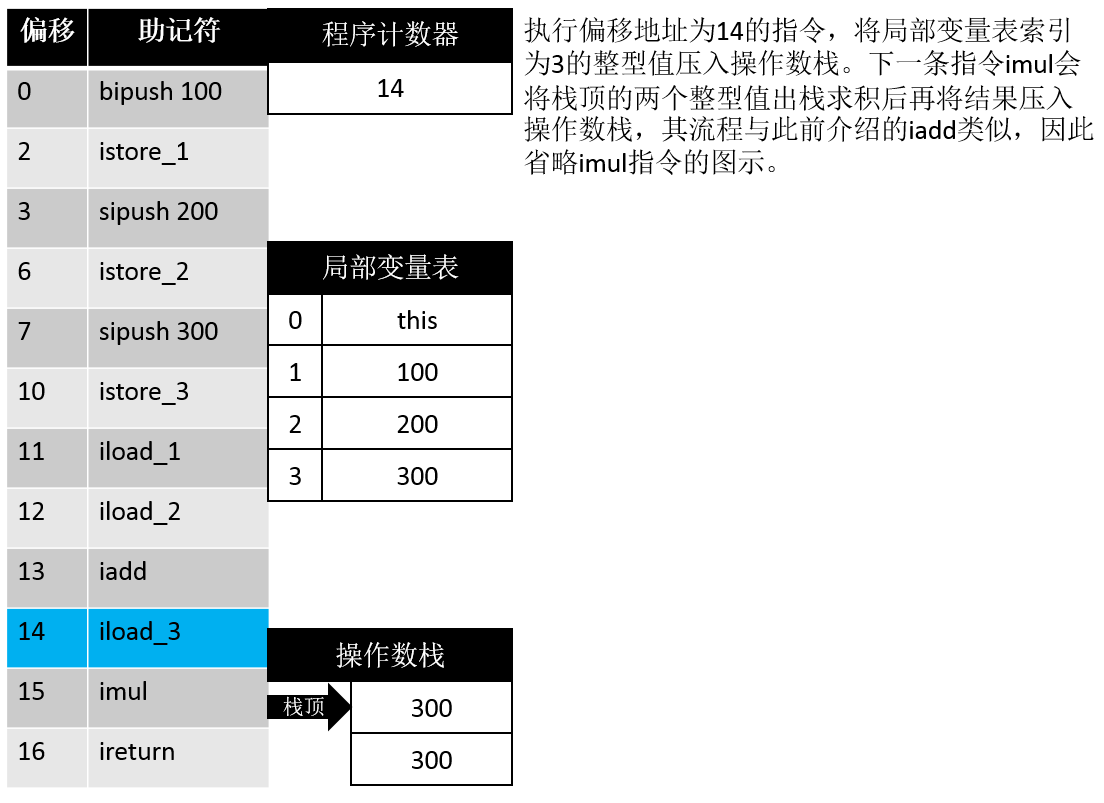 偏移 助记符
0 bipush 100
2 istore_1
3 sipush 200
6 istore_2
7 sipush 300
10 istore_3
11 iload_1
12 iload_2
13 iadd
14 iload_3
15 imul
16 ireturn
程序计数器
14
局部变量表
0 this
1 100
2 200
3 300
操作数栈
栈顶 300
300
执行偏移地址为14的指令，将局部变量表索引
为3的整型值压入操作数栈。下一条指令imul会
将栈顶的两个整型值出栈求积后再将结果压入
操作数栈，其流程与此前介绍的iadd类似，因此
省略imul指令的图示。